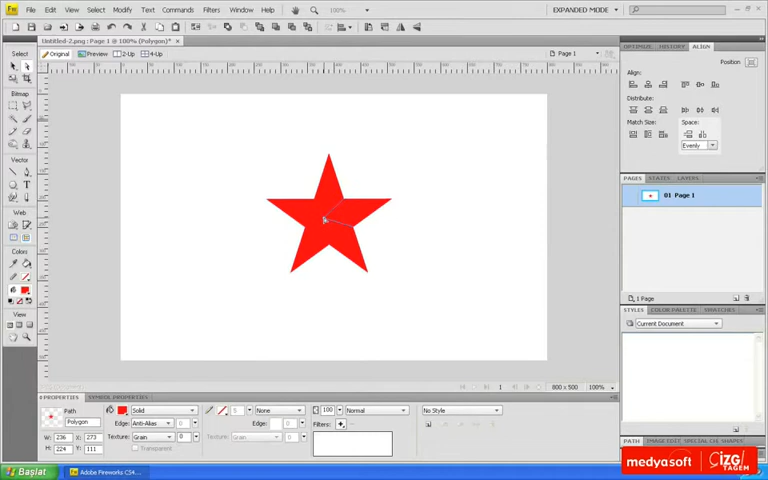 File Edit View Select Modify Text Commands Filters Window Help 100% EXPANDED MODE
Untitled-2.png : Page 1 @ 100% (Polygon)*
Original Preview 2-Up 4-Up Page 1
Select
Bitmap
Vector
Web
Colors
View
OPTIMIZE HISTORY ALIGN
Position
Align:
Distribute:
Match Size: Space:
Evenly
PAGES STATES LAYERS
01 Page 1
1 Page
STYLES COLOR PALETTE SWATCHES
Current Document
1 800 x 500 100%
PROPERTIES SYMBOL PROPERTIES
Path
Polygon
W: 236 X: 273
H: 224 Y: 111
Solid
Edge: Anti-Alias
Texture: Grain 0
Transparent
5 None
Edge:
Texture: Grain 0
100 Normal
Filters:
No Style
PATH IMAGE EDIT SPECIAL CHARACTERS
Başlat
Adobe Fireworks CS4...
medyasoft
ÇİZGİ TAGEM